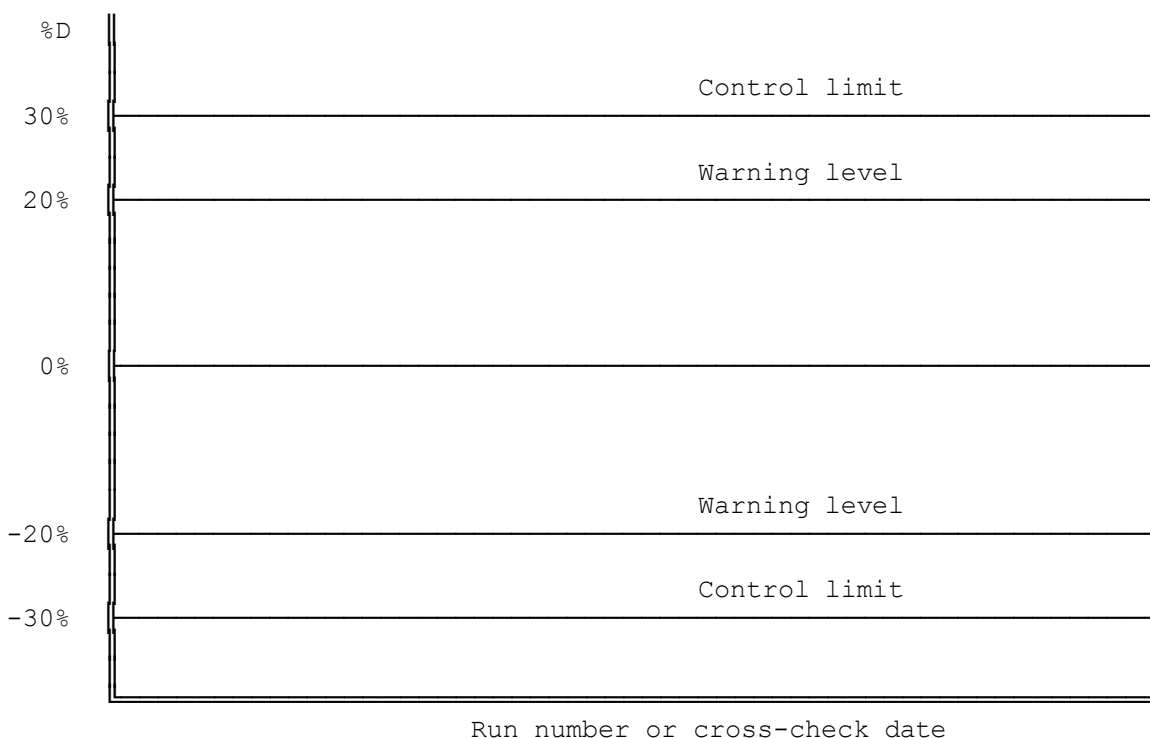 %D
Control limit
30%
Warning level
20%
0%
Warning level
-20%
Control limit
-30%
Run number or cross-check date